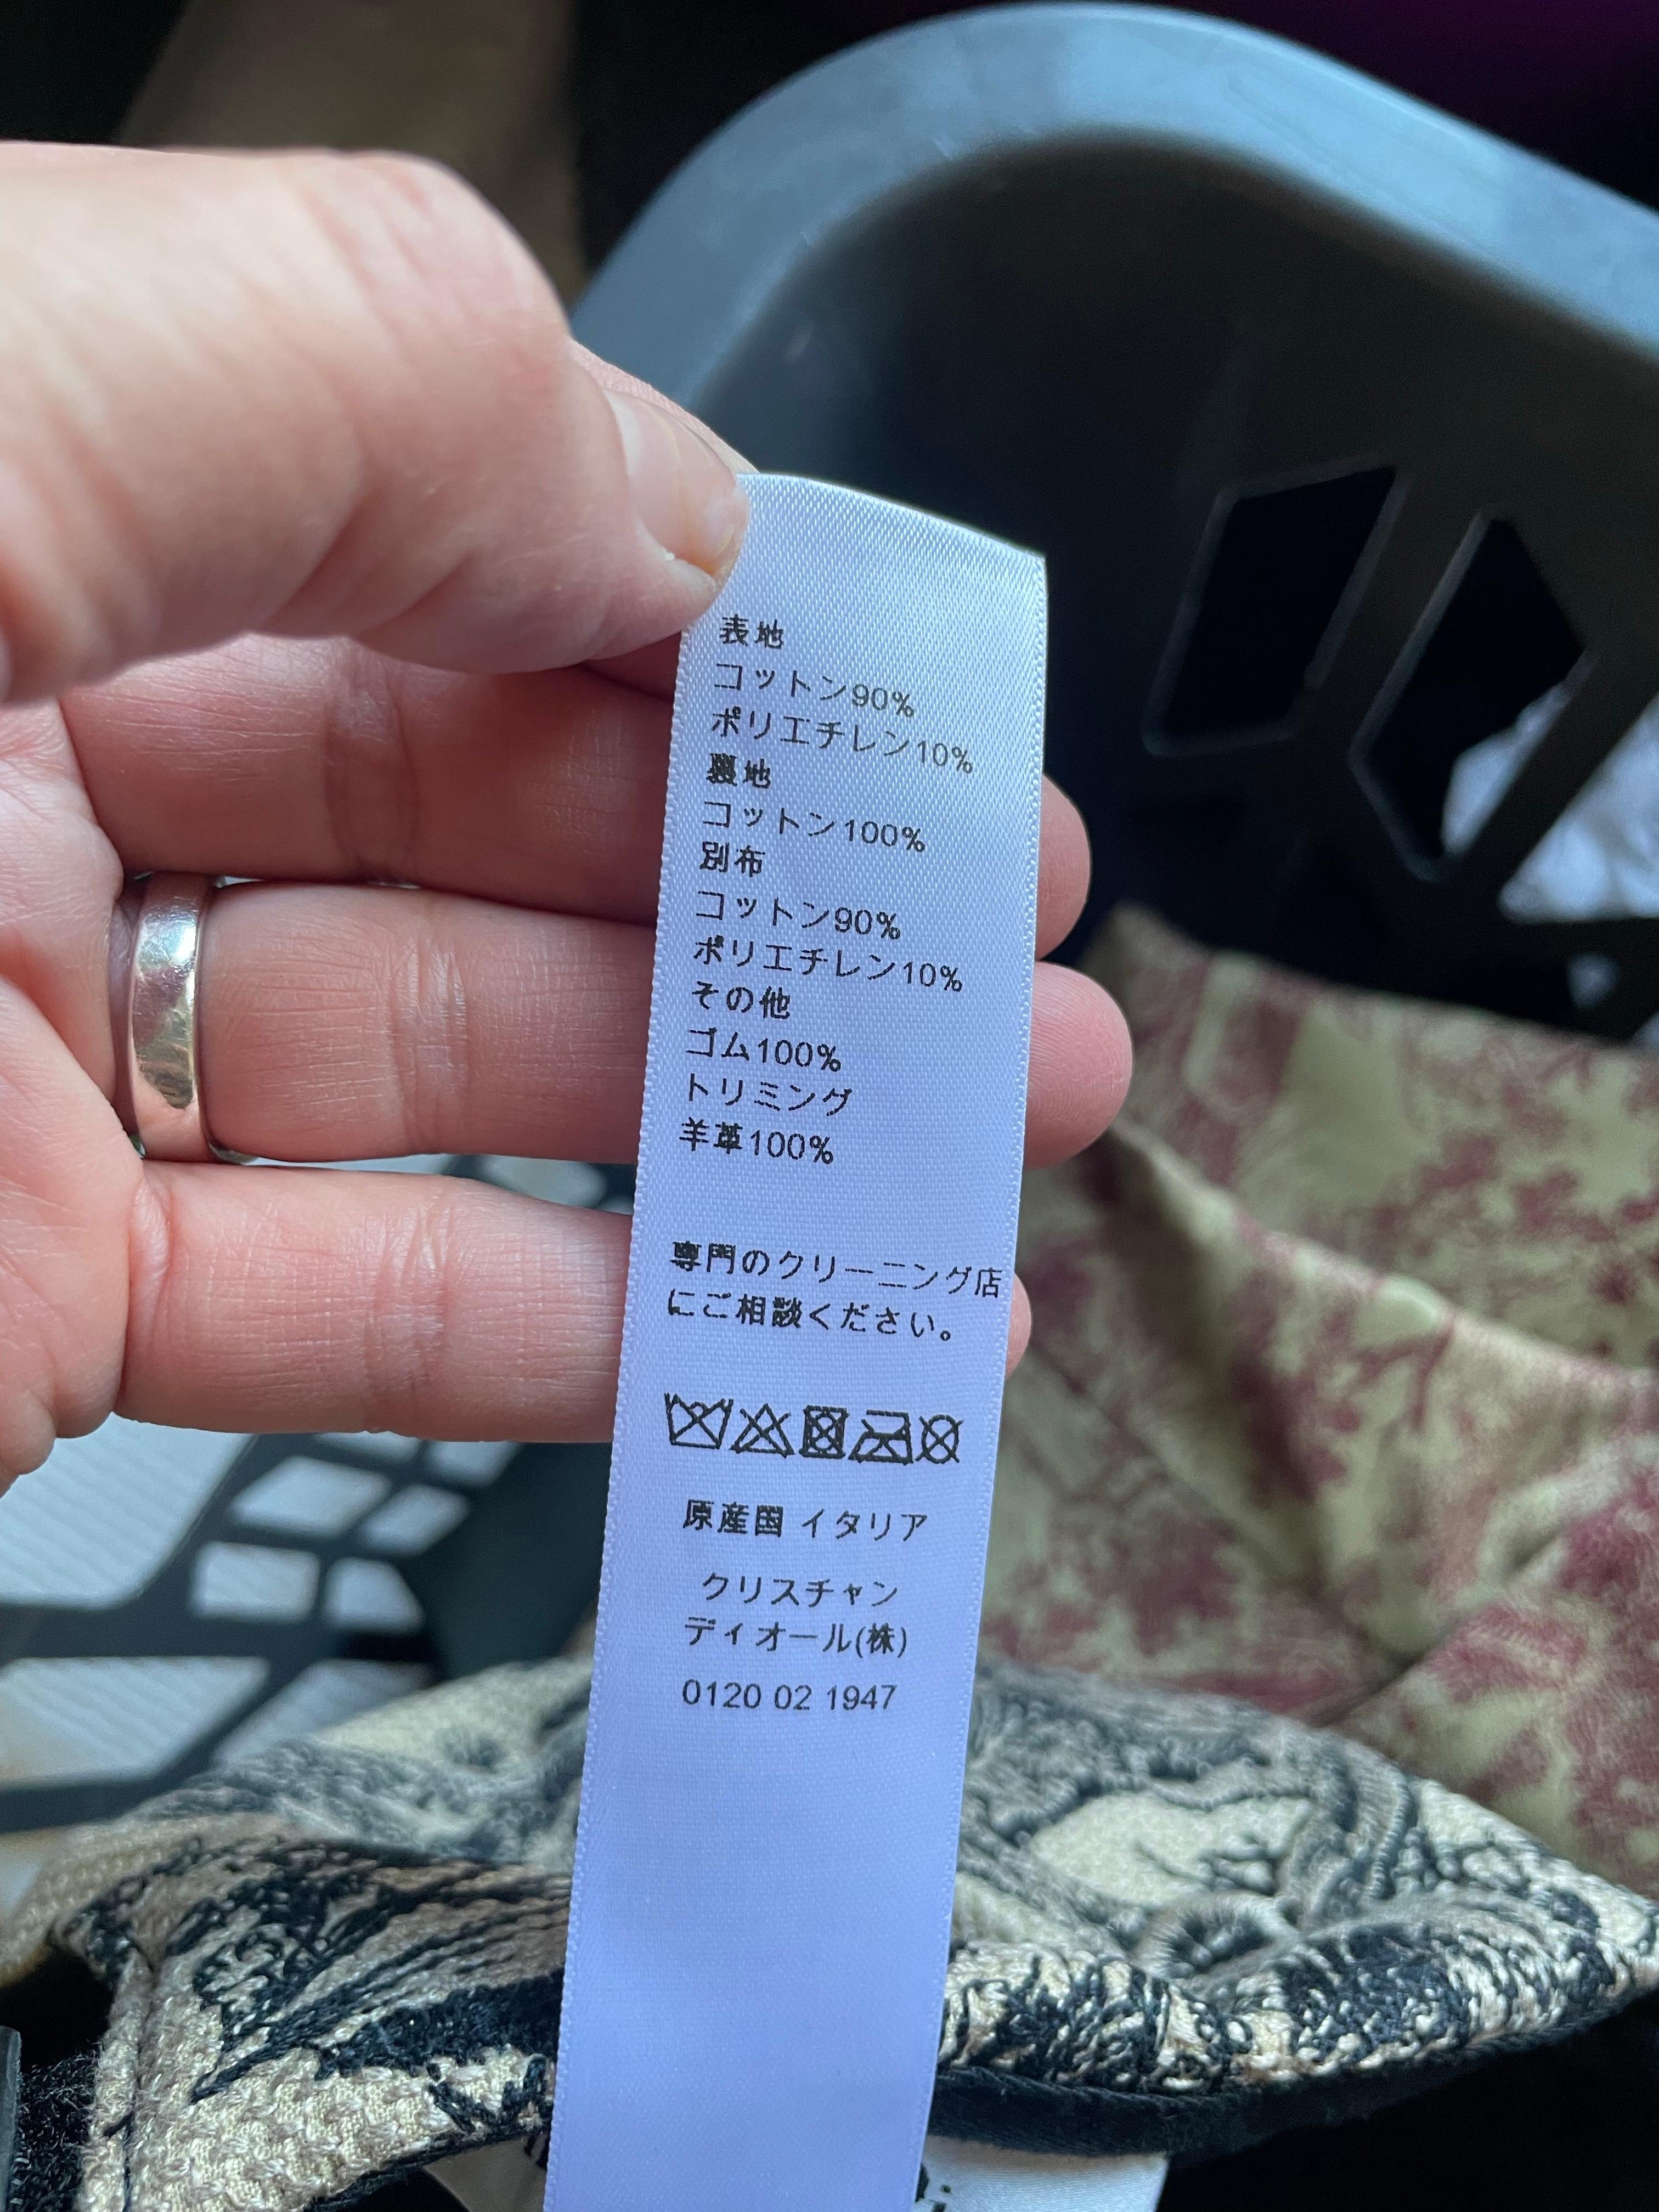 表地
コットン90%
ポリエチレン10%
裏地
コットン100%
別布
コットン90%
ポリエチレン10%
その他
ゴム100%
トリミング
羊革100%
専門のクリーニング店
にご相談ください。
原産国 イタリア
クリスチャン
ディオール(株)
0120 02 1947